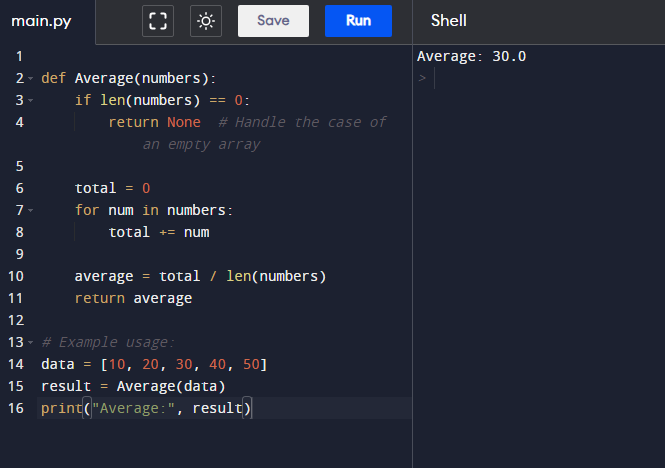 main.py Save Run Shell
1
2 def Average(numbers):
3     if len(numbers) == 0:
4         return None  # Handle the case of
            an empty array
5
6     total = 0
7     for num in numbers:
8         total += num
9
10     average = total / len(numbers)
11     return average
12
13 # Example usage:
14 data = [10, 20, 30, 40, 50]
15 result = Average(data)
16 print("Average:", result)
Average: 30.0
>